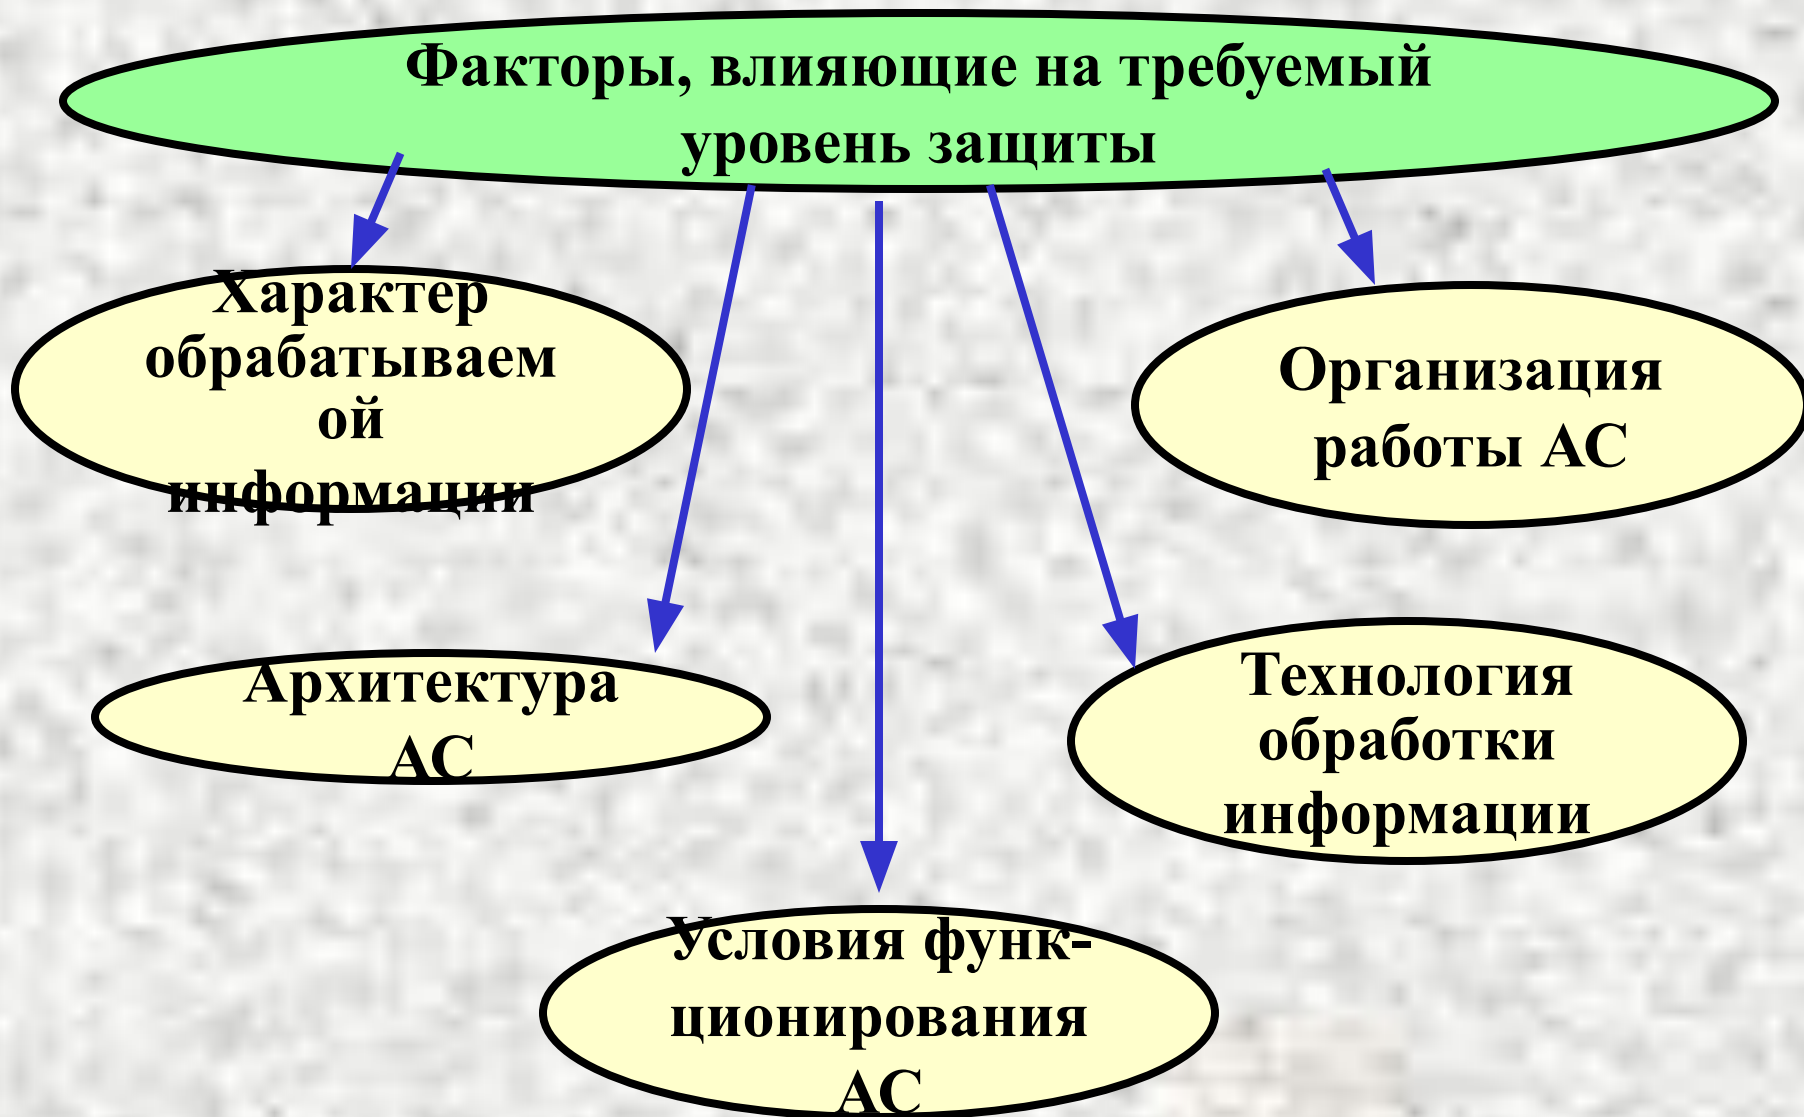 Факторы, влияющие на требуемый
уровень защиты
Характер
обрабатываем
ой
информации
Организация
работы АС
Архитектура
АС
Технология
обработки
информации
Условия функ-
ционирования
АС